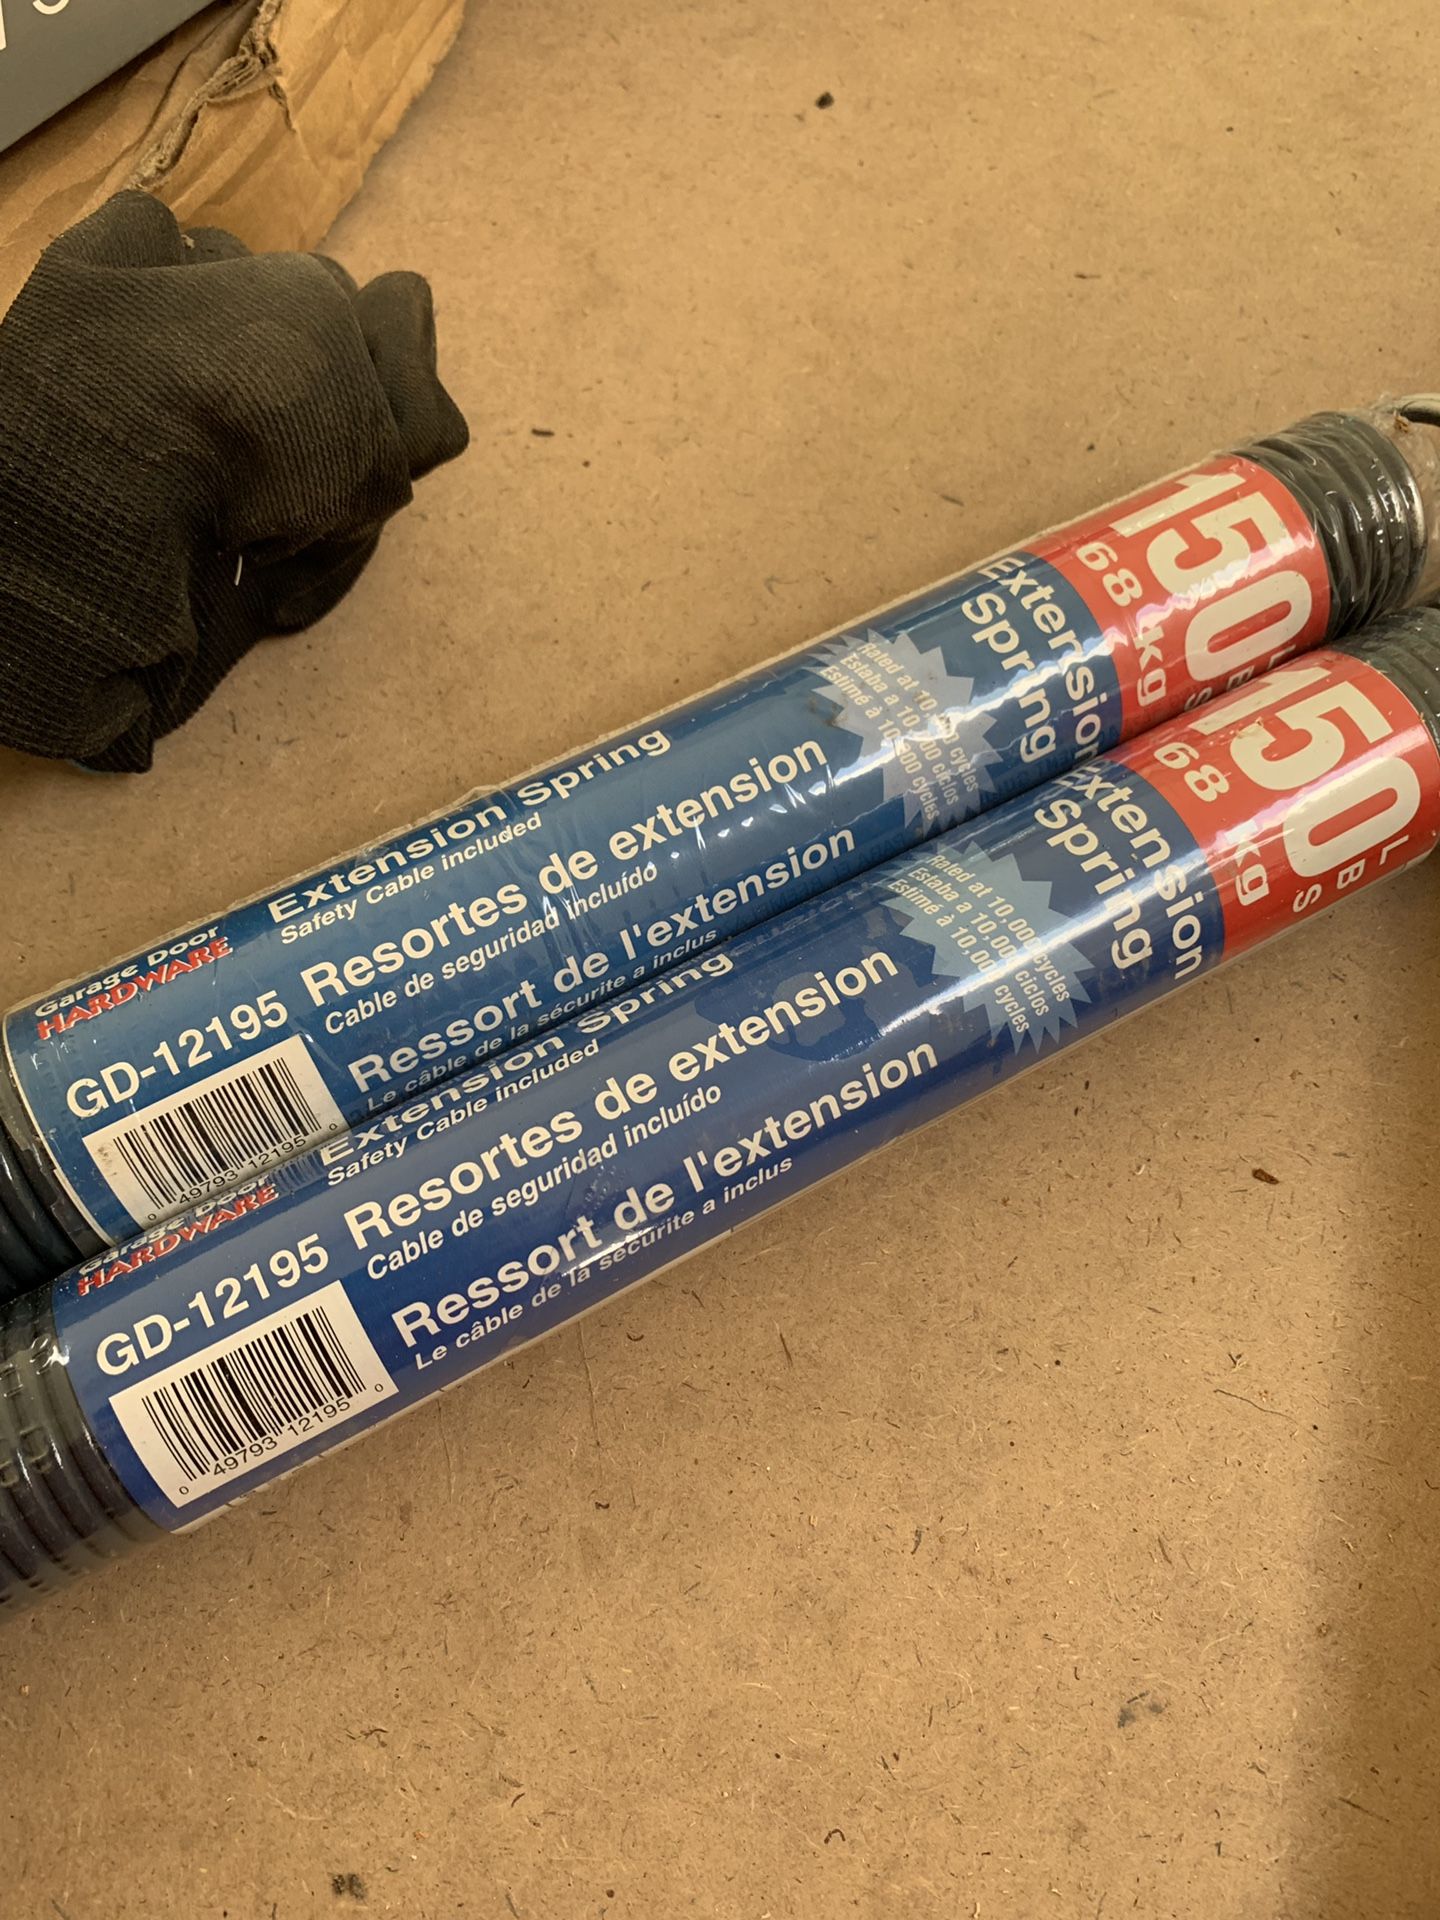 150
LBS
68 kg
Extension
Spring
Rated at 10,000 cycles
Estaba a 10,000 ciclos
Estime à 10,000 cycles
Extension Spring
Safety Cable included
Resortes de extension
Cable de seguridad incluído
Ressort de l'extension
Le câble de la sécurite a inclus
Garage Door
HARDWARE
GD-12195
0 49793 12195 0
150
LBS
68 kg
Extension
Spring
Rated at 10,000 cycles
Estaba a 10,000 ciclos
Estime à 10,000 cycles
Extension Spring
Safety Cable included
Resortes de extension
Cable de seguridad incluído
Ressort de l'extension
Le câble de la sécurite a inclus
Garage Door
HARDWARE
GD-12195
0 49793 12195 0